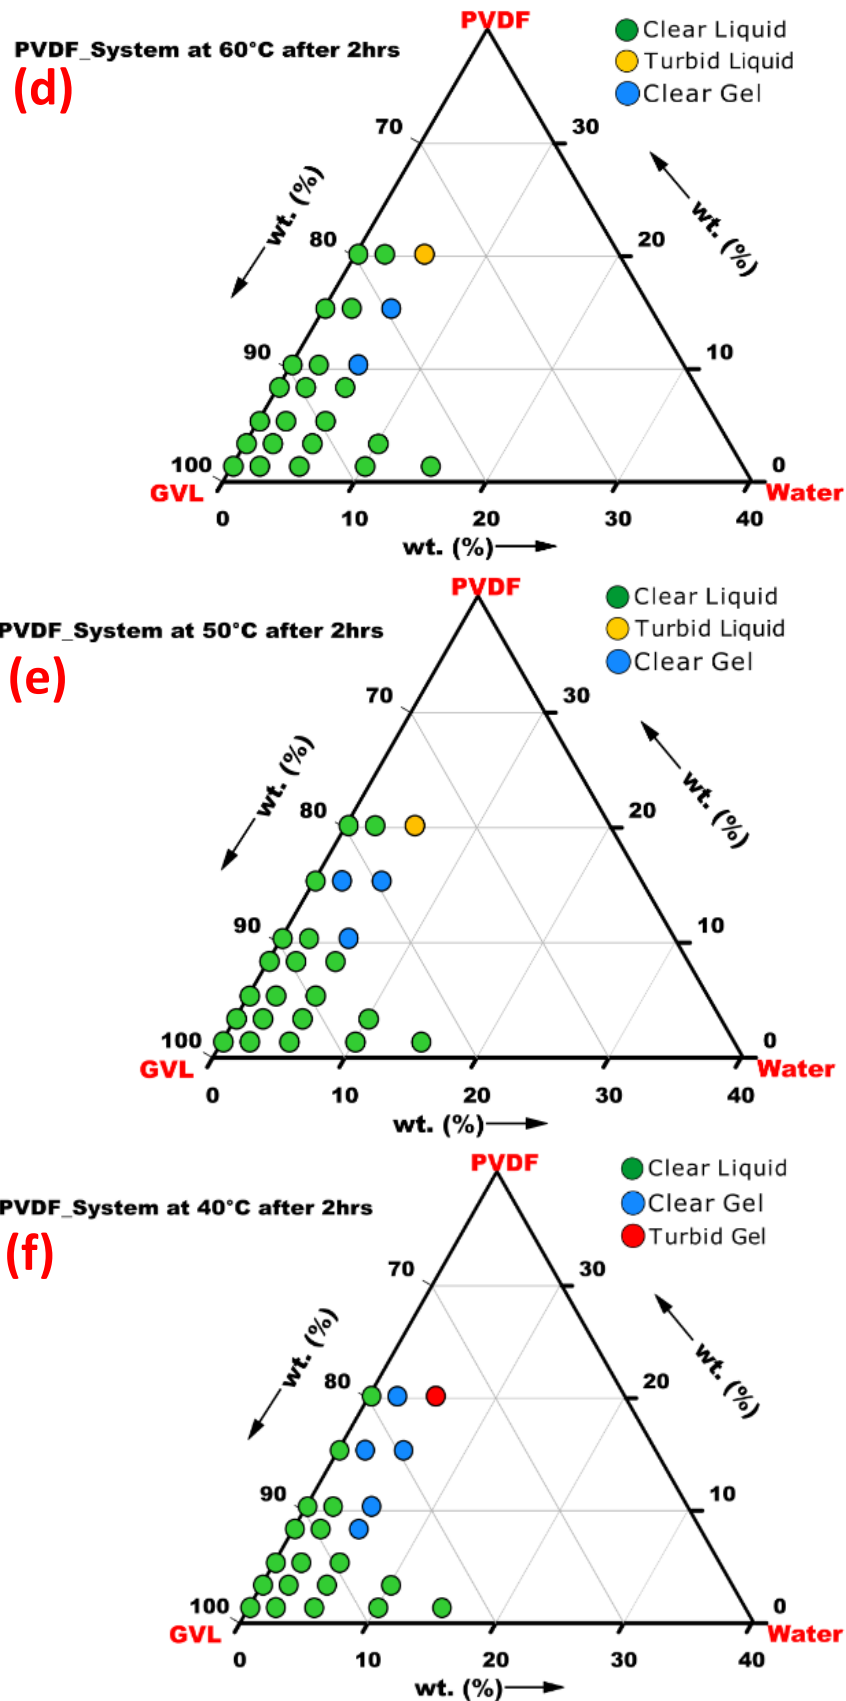 PVDF
PVDF_System at 60°C after 2hrs
(d)
Clear Liquid
Turbid Liquid
Clear Gel
70
30
wt. (%)
wt. (%)
80
20
90
10
100
0
GVL
Water
0
10
20
30
40
wt. (%)
PVDF
PVDF_System at 50°C after 2hrs
(e)
Clear Liquid
Turbid Liquid
Clear Gel
70
30
wt. (%)
wt. (%)
80
20
90
10
100
0
GVL
Water
0
10
20
30
40
wt. (%)
PVDF
PVDF_System at 40°C after 2hrs
(f)
Clear Liquid
Clear Gel
Turbid Gel
70
30
wt. (%)
wt. (%)
80
20
90
10
100
0
GVL
Water
0
10
20
30
40
wt. (%)